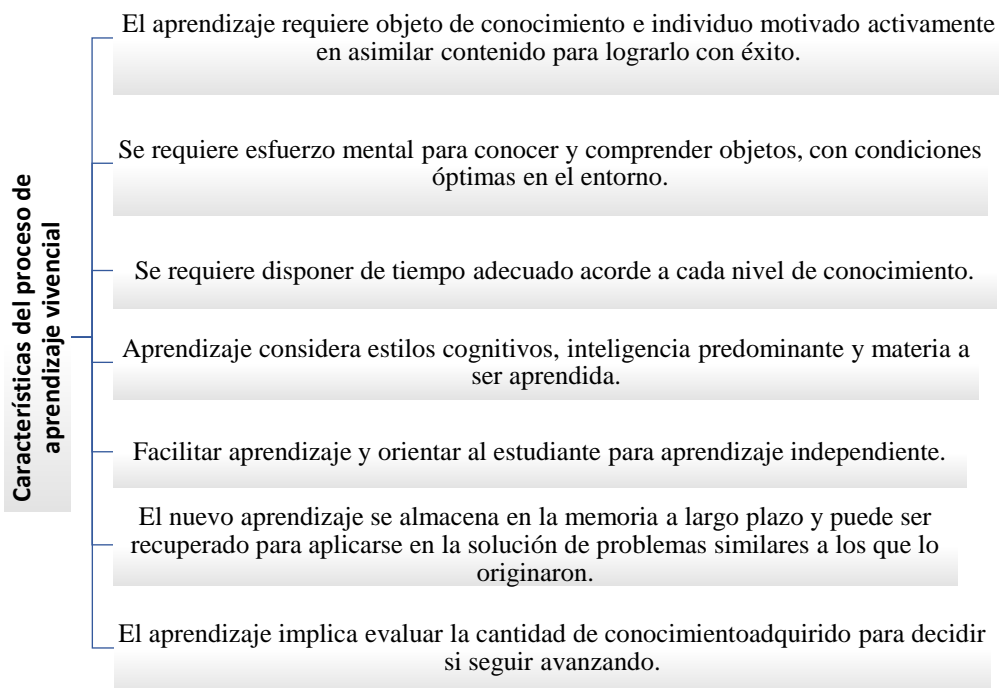 Características del proceso de
aprendizaje vivencial
El aprendizaje requiere objeto de conocimiento e individuo motivado activamente
en asimilar contenido para lograrlo con éxito.
Se requiere esfuerzo mental para conocer y comprender objetos, con condiciones
óptimas en el entorno.
Se requiere disponer de tiempo adecuado acorde a cada nivel de conocimiento.
Aprendizaje considera estilos cognitivos, inteligencia predominante y materia a
ser aprendida.
Facilitar aprendizaje y orientar al estudiante para aprendizaje independiente.
El nuevo aprendizaje se almacena en la memoria a largo plazo y puede ser
recuperado para aplicarse en la solución de problemas similares a los que lo
originaron.
El aprendizaje implica evaluar la cantidad de conocimientoadquirido para decidir
si seguir avanzando.